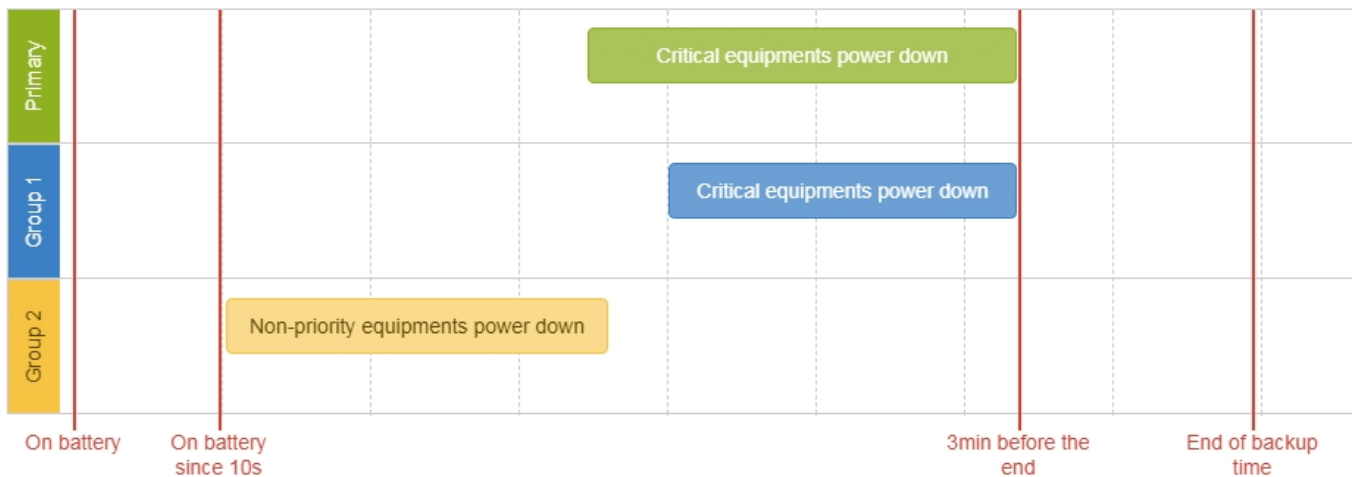 Primary
Critical equipments power down
Group 1
Critical equipments power down
Group 2
Non-priority equipments power down
On battery
On battery
since 10s
3min before the
end
End of backup
time